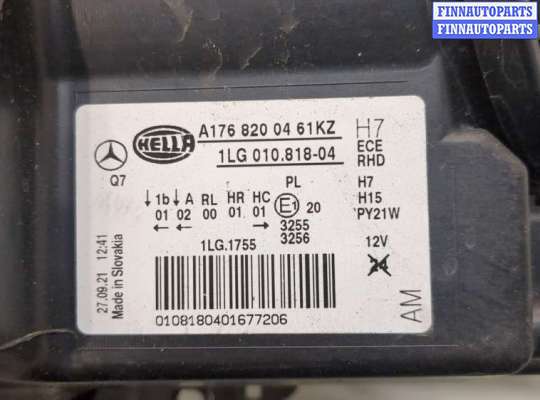 FINNAUTOPARTS
FINNAUTOPARTS
HELLA
A176 820 04 61KZ
1LG 010.818-04
H7
ECE
RHD
Q7
↓1b↓ A RL HR HC PL
01 02 00 01 01 E1 20
← →
3255
3256
H7
H15
PY21W
1LG.1755
12V
24
27.09.21 12:41
Made in Slovakia
AM
0108180401677206